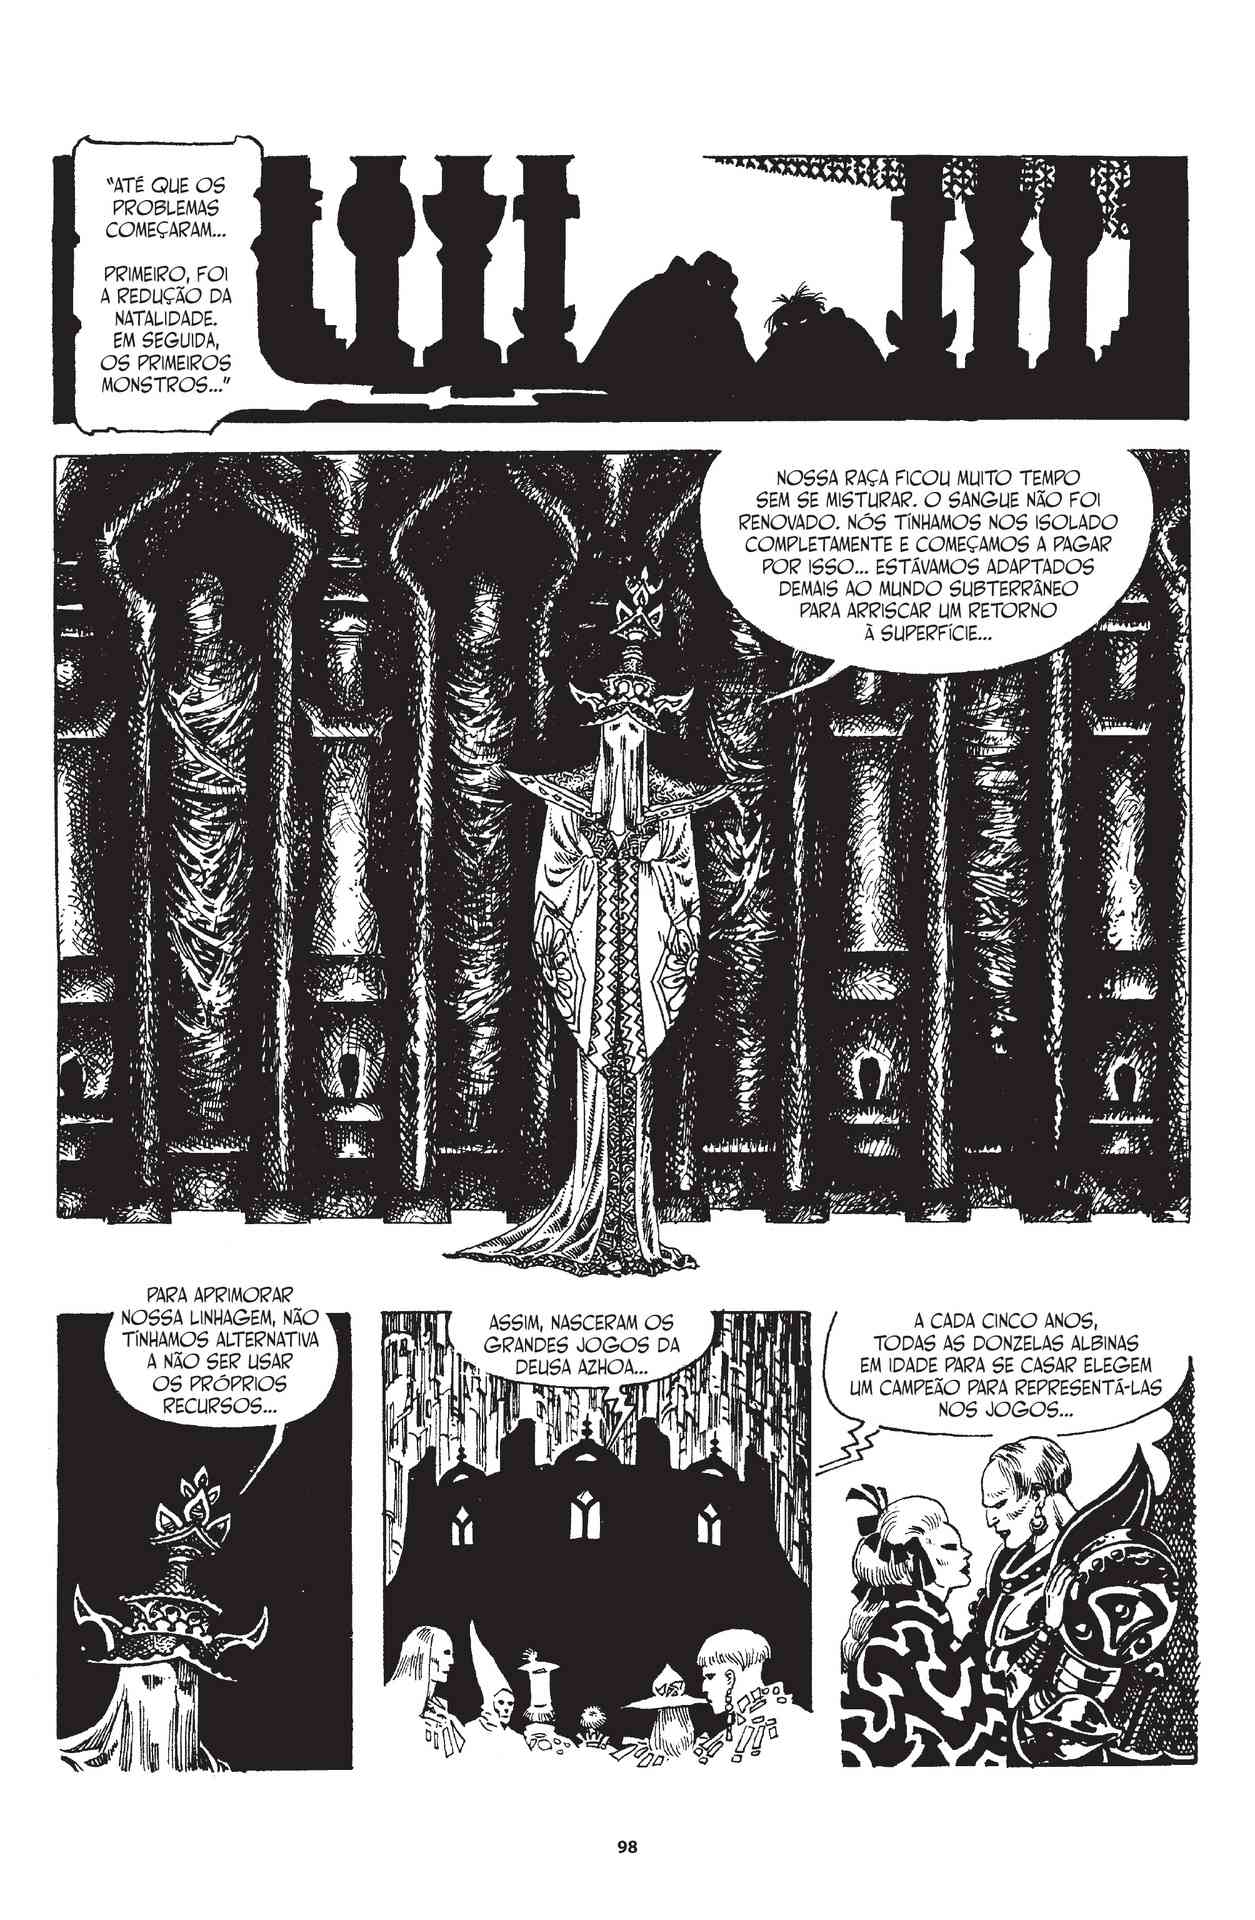 "ATÉ QUE OS
PROBLEMAS
COMEÇARAM...
PRIMEIRO, FOI
A REDUÇÃO DA
NATALIDADE.
EM SEGUIDA,
OS PRIMEIROS
MONSTROS..."
NOSSA RAÇA FICOU MUITO TEMPO
SEM SE MISTURAR. O SANGUE NÃO FOI
RENOVADO. NÓS TÍNHAMOS NOS ISOLADO
COMPLETAMENTE E COMEÇAMOS A PAGAR
POR ISSO... ESTÁVAMOS ADAPTADOS
DEMAIS AO MUNDO SUBTERRÂNEO
PARA ARRISCAR UM RETORNO
À SUPERFÍCIE...
PARA APRIMORAR
NOSSA LINHAGEM, NÃO
TÍNHAMOS ALTERNATIVA
A NÃO SER USAR
OS PRÓPRIOS
RECURSOS...
ASSIM, NASCERAM OS
GRANDES JOGOS DA
DEUSA AZHOA...
A CADA CINCO ANOS,
TODAS AS DONZELAS ALBINAS
EM IDADE PARA SE CASAR ELEGEM
UM CAMPEÃO PARA REPRESENTÁ-LAS
NOS JOGOS...
98